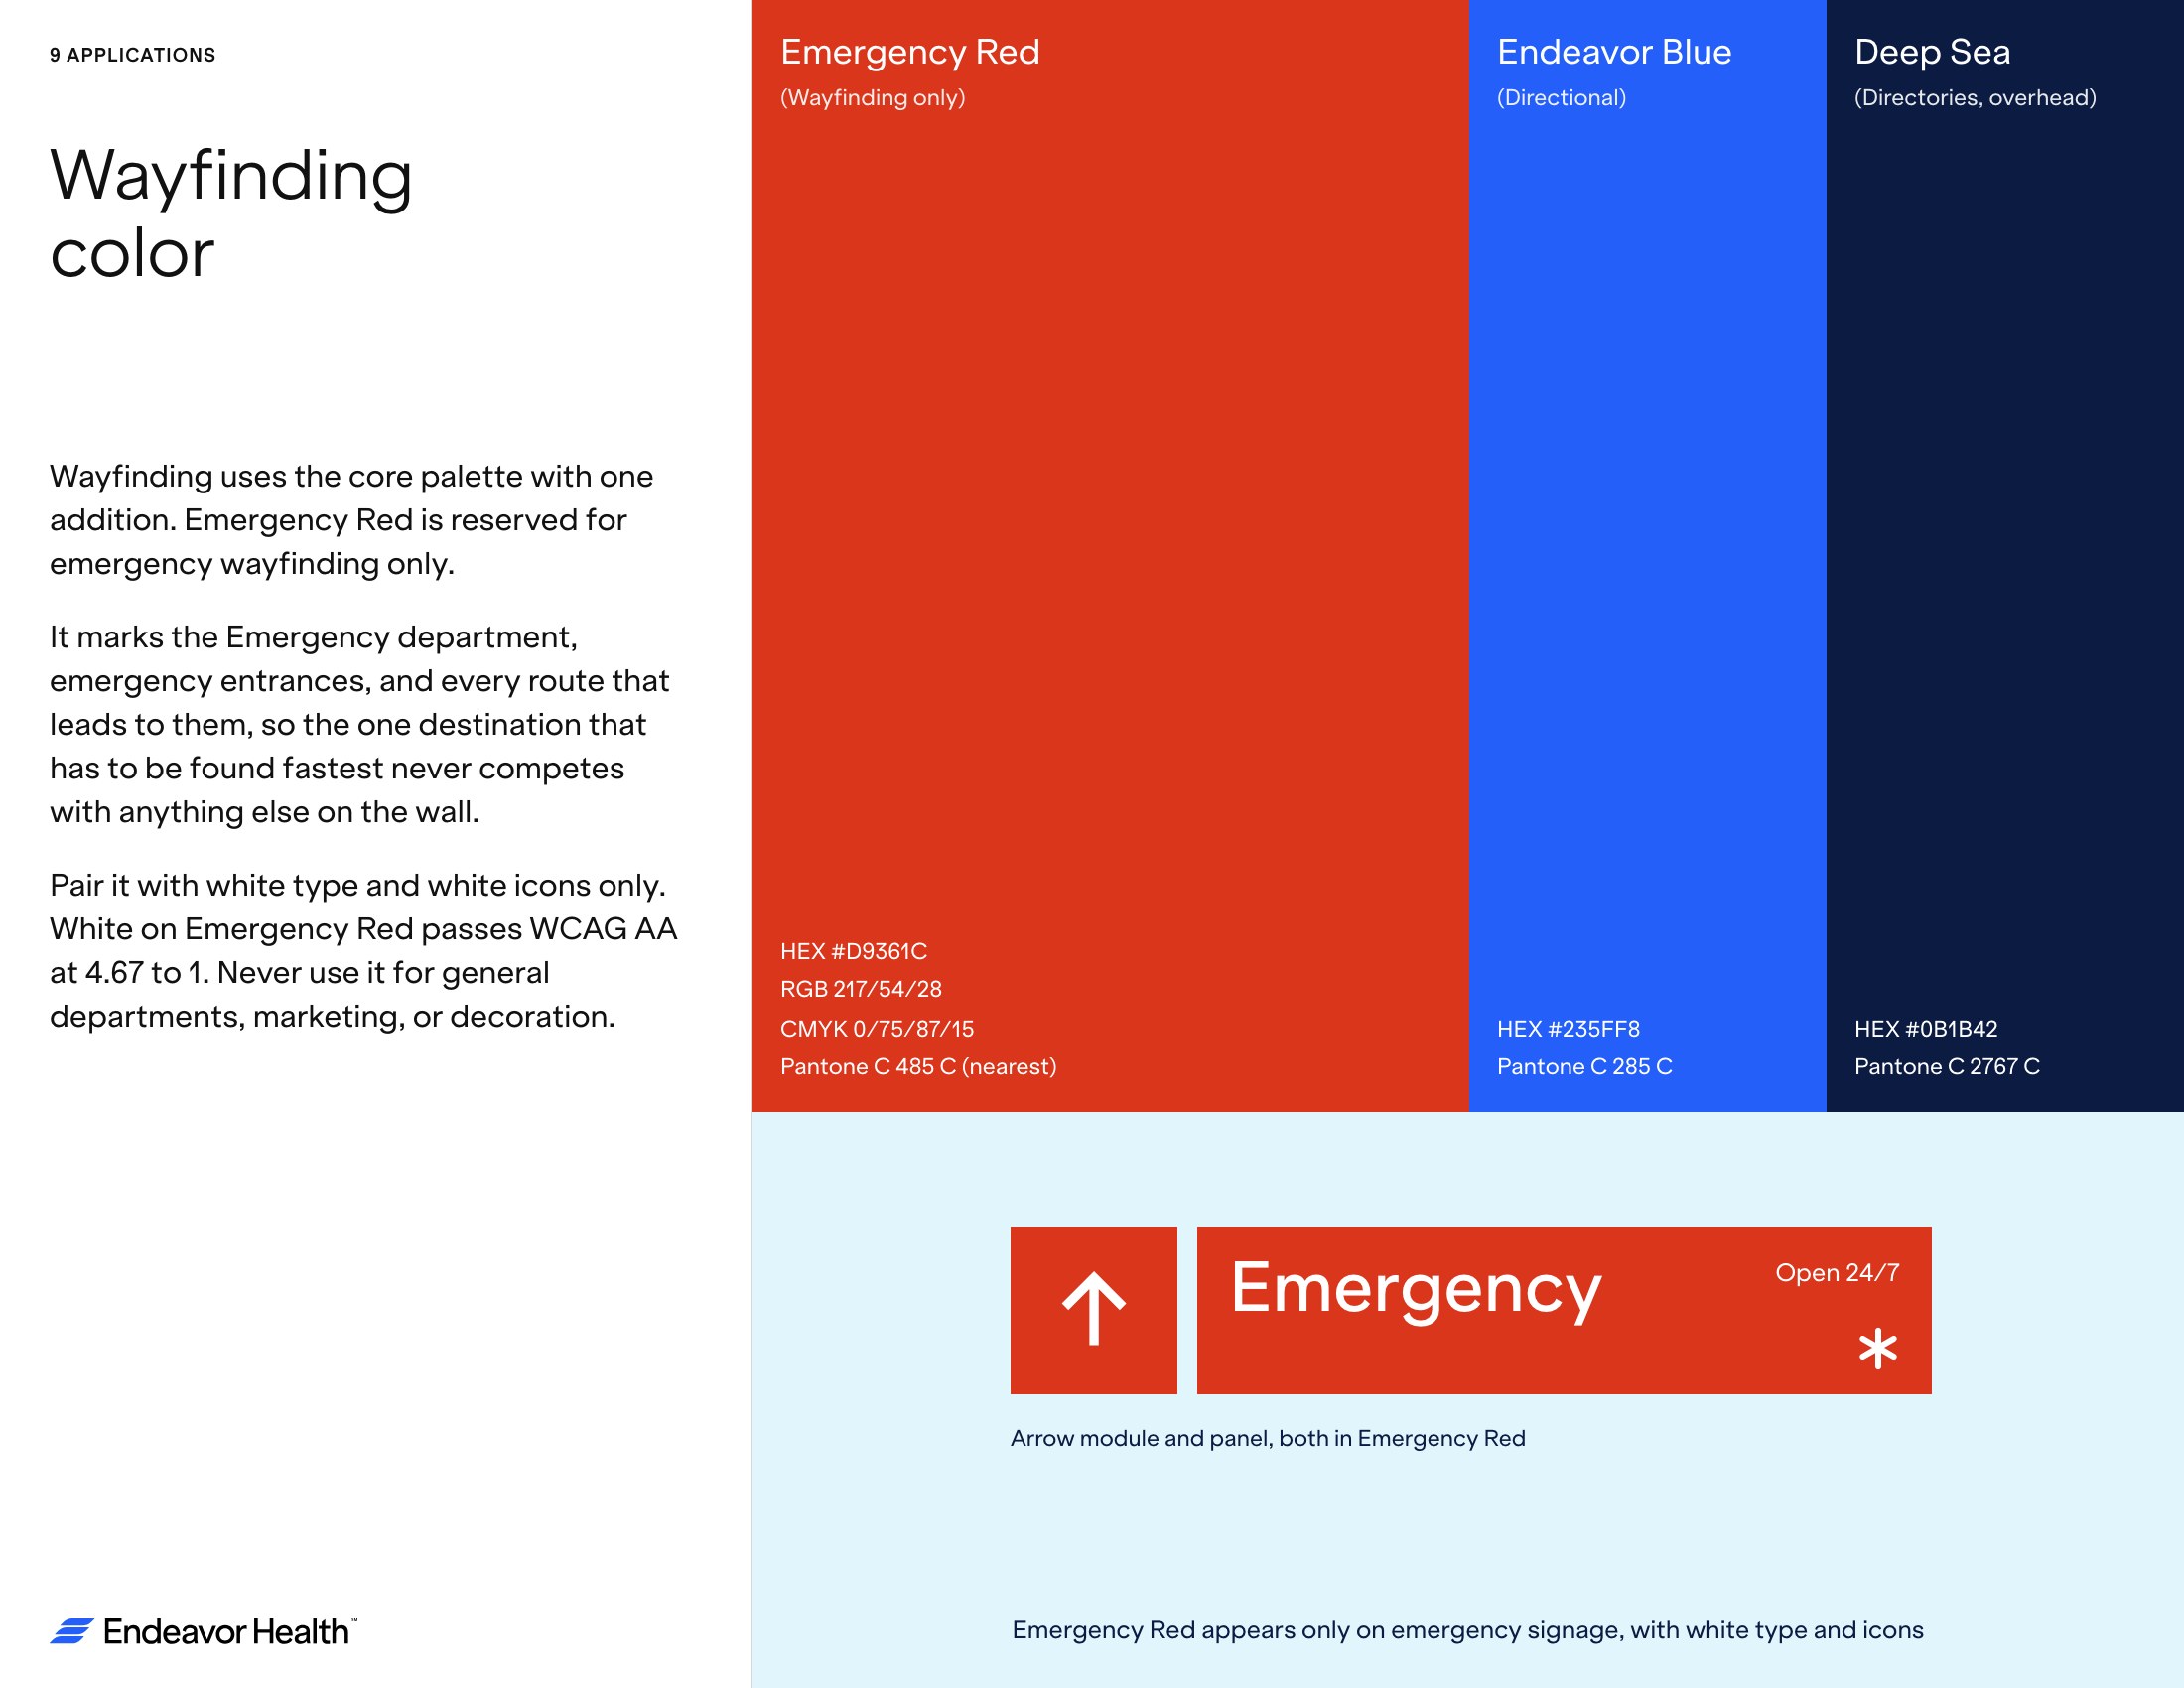 9 APPLICATIONS
Wayfinding
color
Wayfinding uses the core palette with one
addition. Emergency Red is reserved for
emergency wayfinding only.
It marks the Emergency department,
emergency entrances, and every route that
leads to them, so the one destination that
has to be found fastest never competes
with anything else on the wall.
Pair it with white type and white icons only.
White on Emergency Red passes WCAG AA
at 4.67 to 1. Never use it for general
departments, marketing, or decoration.
Endeavor Health™
Emergency Red
(Wayfinding only)
HEX #D9361C
RGB 217/54/28
CMYK 0/75/87/15
Pantone C 485 C (nearest)
Endeavor Blue
(Directional)
HEX #235FF8
Pantone C 285 C
Deep Sea
(Directories, overhead)
HEX #0B1B42
Pantone C 2767 C
Emergency
Open 24/7
Arrow module and panel, both in Emergency Red
Emergency Red appears only on emergency signage, with white type and icons